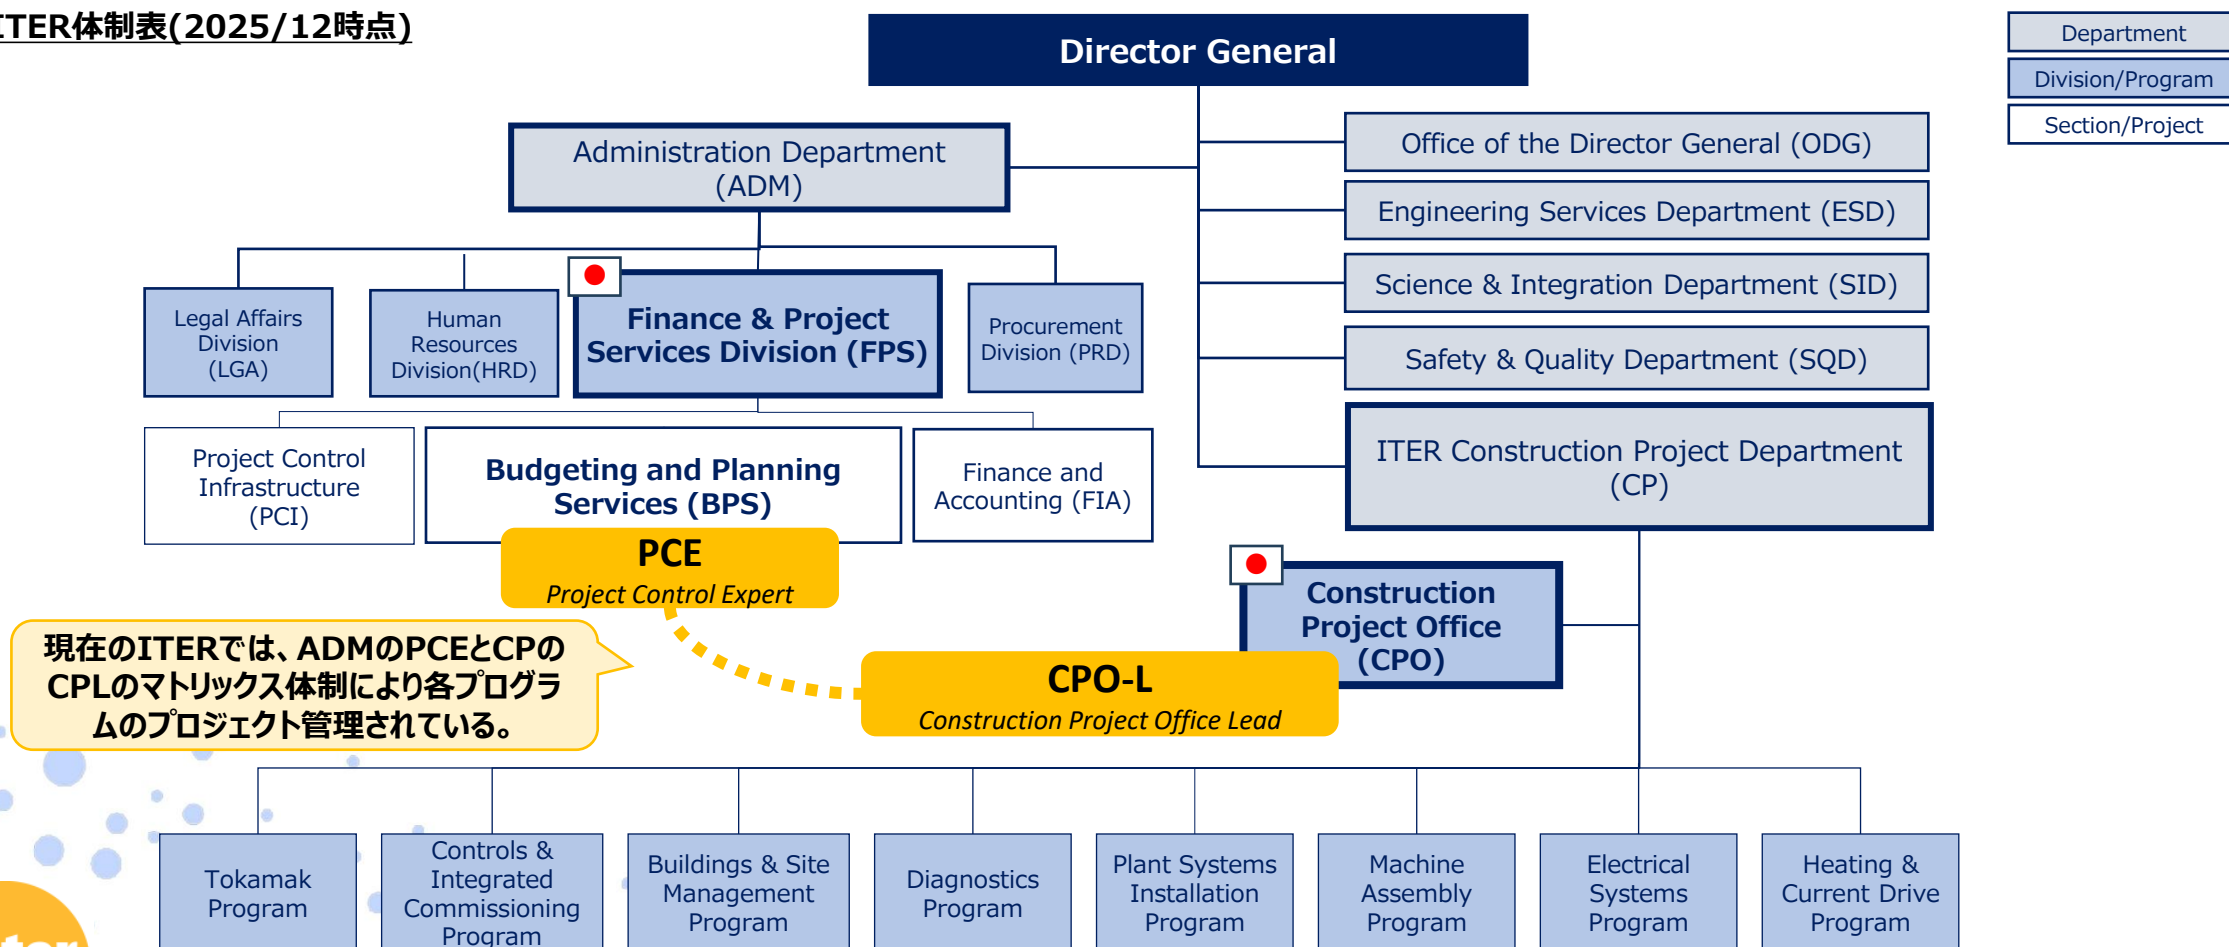 ITER体制表(2025/12時点)
Director General
Department
Division/Program
Section/Project
Administration Department
(ADM)
Office of the Director General (ODG)
Engineering Services Department (ESD)
Science & Integration Department (SID)
Safety & Quality Department (SQD)
ITER Construction Project Department
(CP)
Legal Affairs
Division
(LGA)
Human
Resources
Division(HRD)
Finance & Project
Services Division (FPS)
Procurement
Division (PRD)
Project Control
Infrastructure
(PCI)
Budgeting and Planning
Services (BPS)
Finance and
Accounting (FIA)
PCE
Project Control Expert
Construction
Project Office
(CPO)
CPO-L
Construction Project Office Lead
現在のITERでは、ADMのPCEとCPの
CPLのマトリックス体制により各プログラ
ムのプロジェクト管理されている。
Tokamak
Program
Controls &
Integrated
Commissioning
Program
Buildings & Site
Management
Program
Diagnostics
Program
Plant Systems
Installation
Program
Machine
Assembly
Program
Electrical
Systems
Program
Heating &
Current Drive
Program